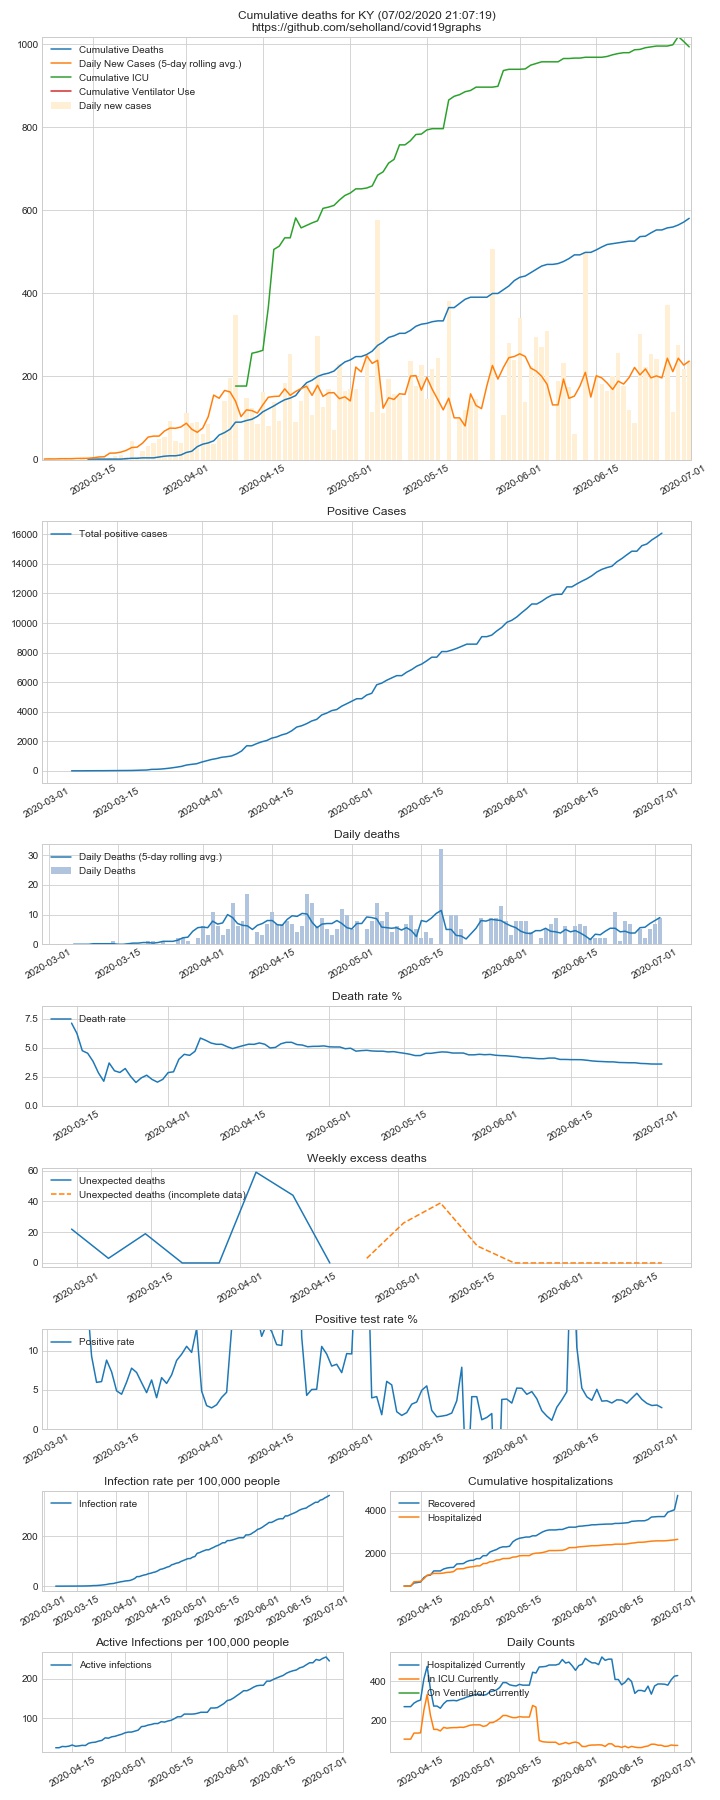 Cumulative deaths for KY (07/02/2020 21:07:19)
https://github.com/seholland/covid19graphs
Cumulative Deaths
Daily New Cases (5-day rolling avg.)
Cumulative ICU
Cumulative Ventilator Use
Daily new cases
1000
800
600
400
200
0
2020-03-15 2020-04-01 2020-04-15 2020-05-01 2020-05-15 2020-06-01 2020-06-15 2020-07-01
Positive Cases
Total positive cases
16000
14000
12000
10000
8000
6000
4000
2000
0
2020-03-01 2020-03-15 2020-04-01 2020-04-15 2020-05-01 2020-05-15 2020-06-01 2020-06-15 2020-07-01
Daily deaths
Daily Deaths (5-day rolling avg.)
Daily Deaths
30
20
10
0
2020-03-01 2020-03-15 2020-04-01 2020-04-15 2020-05-01 2020-05-15 2020-06-01 2020-06-15 2020-07-01
Death rate %
Death rate
7.5
5.0
2.5
0.0
2020-03-15 2020-04-01 2020-04-15 2020-05-01 2020-05-15 2020-06-01 2020-06-15 2020-07-01
Weekly excess deaths
Unexpected deaths
Unexpected deaths (incomplete data)
60
40
20
0
2020-03-01 2020-03-15 2020-04-01 2020-04-15 2020-05-01 2020-05-15 2020-06-01 2020-06-15
Positive test rate %
Positive rate
10
5
0
2020-03-01 2020-03-15 2020-04-01 2020-04-15 2020-05-01 2020-05-15 2020-06-01 2020-06-15 2020-07-01
Infection rate per 100,000 people
Infection rate
200
0
2020-03-01 2020-03-15 2020-04-01 2020-04-15 2020-05-01 2020-05-15 2020-06-01 2020-06-15 2020-07-01
Cumulative hospitalizations
Recovered
Hospitalized
4000
2000
2020-04-15 2020-05-01 2020-05-15 2020-06-01 2020-06-15 2020-07-01
Active Infections per 100,000 people
Active infections
200
100
2020-04-15 2020-05-01 2020-05-15 2020-06-01 2020-06-15 2020-07-01
Daily Counts
Hospitalized Currently
In ICU Currently
On Ventilator Currently
400
200
2020-04-15 2020-05-01 2020-05-15 2020-06-01 2020-06-15 2020-07-01